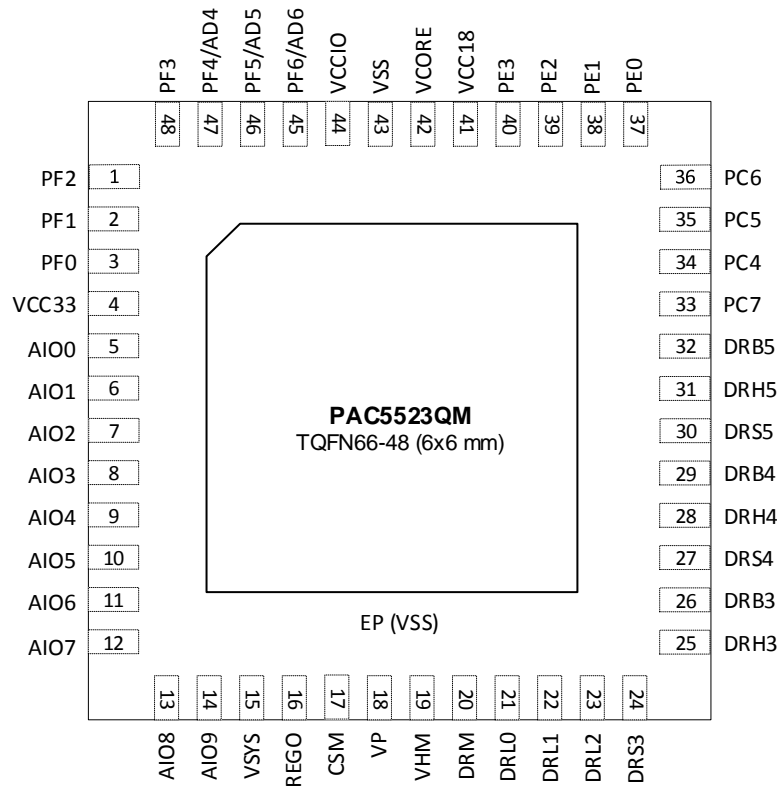 PF3 PF4/AD4 PF5/AD5 PF6/AD6 VCCIO VSS VCORE VCC18 PE3 PE2 PE1 PE0
48 47 46 45 44 43 42 41 40 39 38 37
PF2 1
PF1 2
PF0 3
VCC33 4
AIO0 5
AIO1 6
AIO2 7
AIO3 8
AIO4 9
AIO5 10
AIO6 11
AIO7 12
36 PC6
35 PC5
34 PC4
33 PC7
32 DRB5
31 DRH5
30 DRS5
29 DRB4
28 DRH4
27 DRS4
26 DRB3
25 DRH3
PAC5523QM
TQFN66-48 (6x6 mm)
EP (VSS)
13 14 15 16 17 18 19 20 21 22 23 24
AIO8 AIO9 VSYS REGO CSM VP VHM DRM DRL0 DRL1 DRL2 DRS3